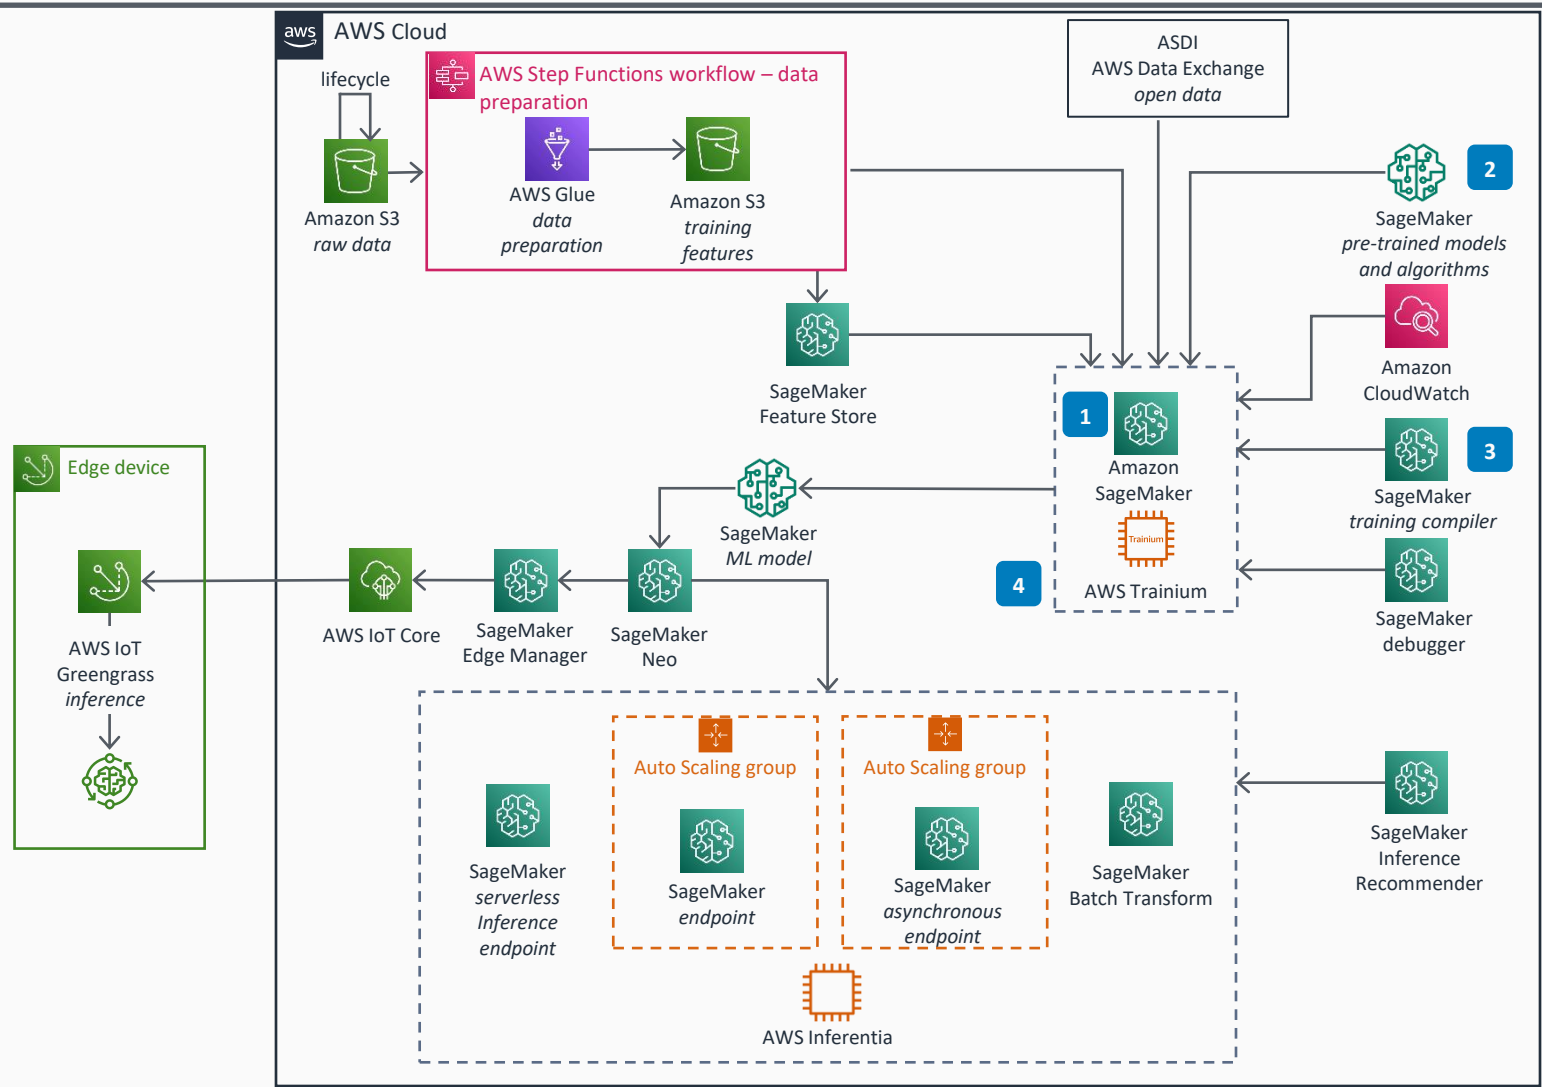 aws
AWS Cloud
lifecycle
Amazon S3
raw data
AWS Step Functions workflow – data
preparation
AWS Glue
data
preparation
Amazon S3
training
features
ASDI
AWS Data Exchange
open data
2
SageMaker
pre-trained models
and algorithms
Amazon
CloudWatch
SageMaker
Feature Store
1
Amazon
SageMaker
Trainium
AWS Trainium
3
SageMaker
training compiler
4
SageMaker
debugger
SageMaker
ML model
Edge device
AWS IoT
Greengrass
inference
AWS IoT Core
SageMaker
Edge Manager
SageMaker
Neo
Auto Scaling group
Auto Scaling group
SageMaker
serverless
Inference
endpoint
SageMaker
endpoint
SageMaker
asynchronous
endpoint
SageMaker
Batch Transform
SageMaker
Inference
Recommender
AWS Inferentia